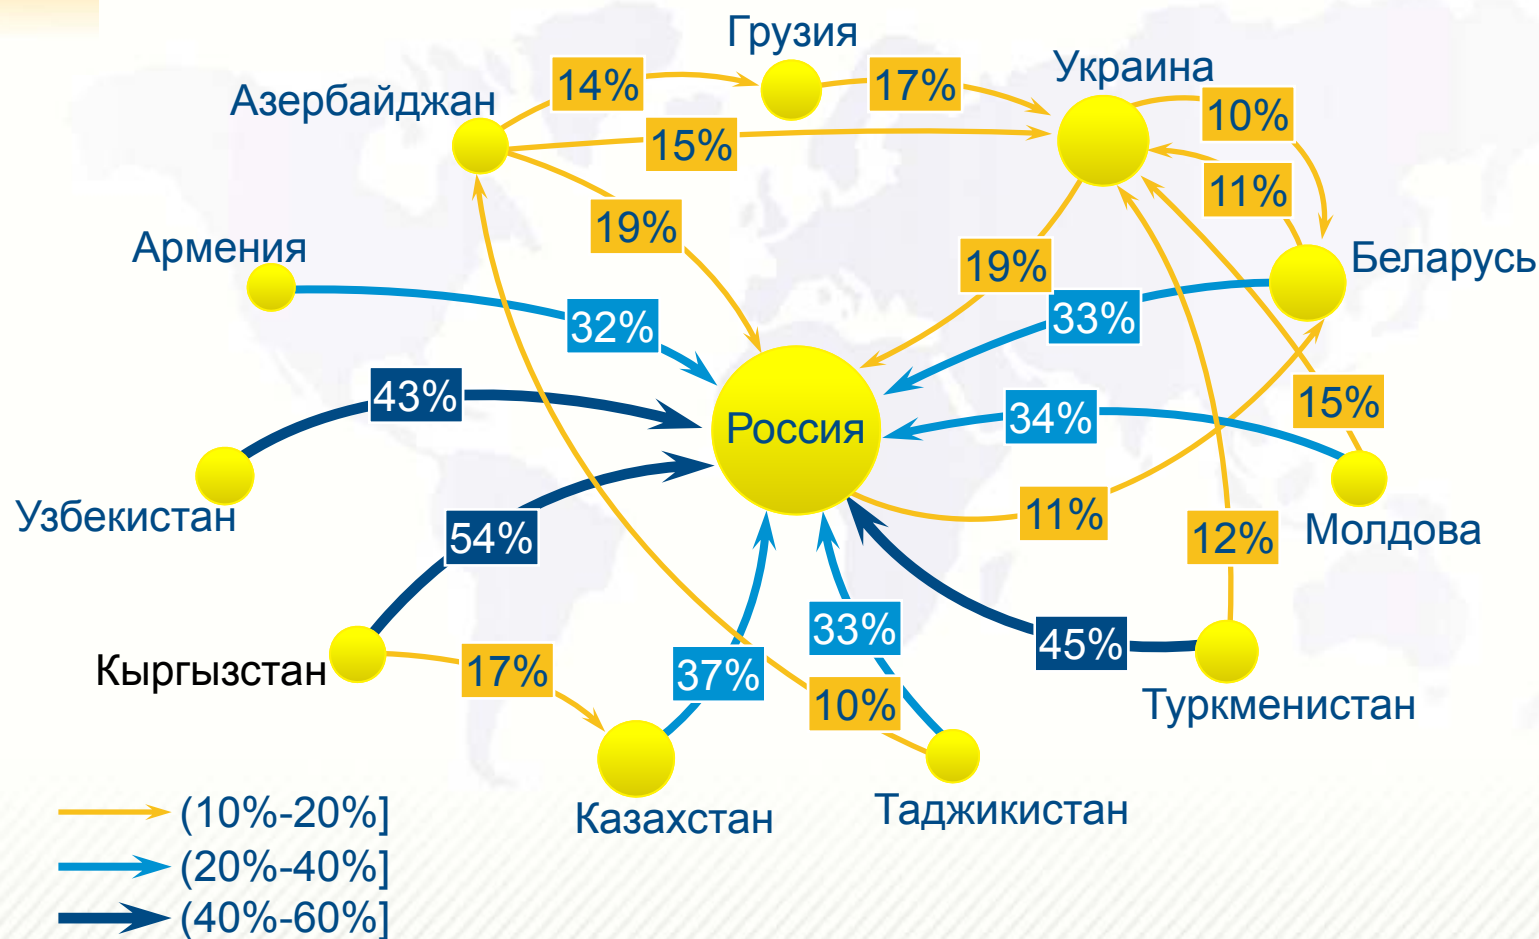 Грузия
Украина
Азербайджан
14%
17%
10%
15%
11%
19%
Армения
19%
Беларусь
32%
33%
43%
15%
Россия
34%
Узбекистан
54%
11%
12%
Молдова
33%
45%
Кыргызстан
17%
37%
10%
Туркменистан
Казахстан
Таджикистан
(10%-20%]
(20%-40%]
(40%-60%]